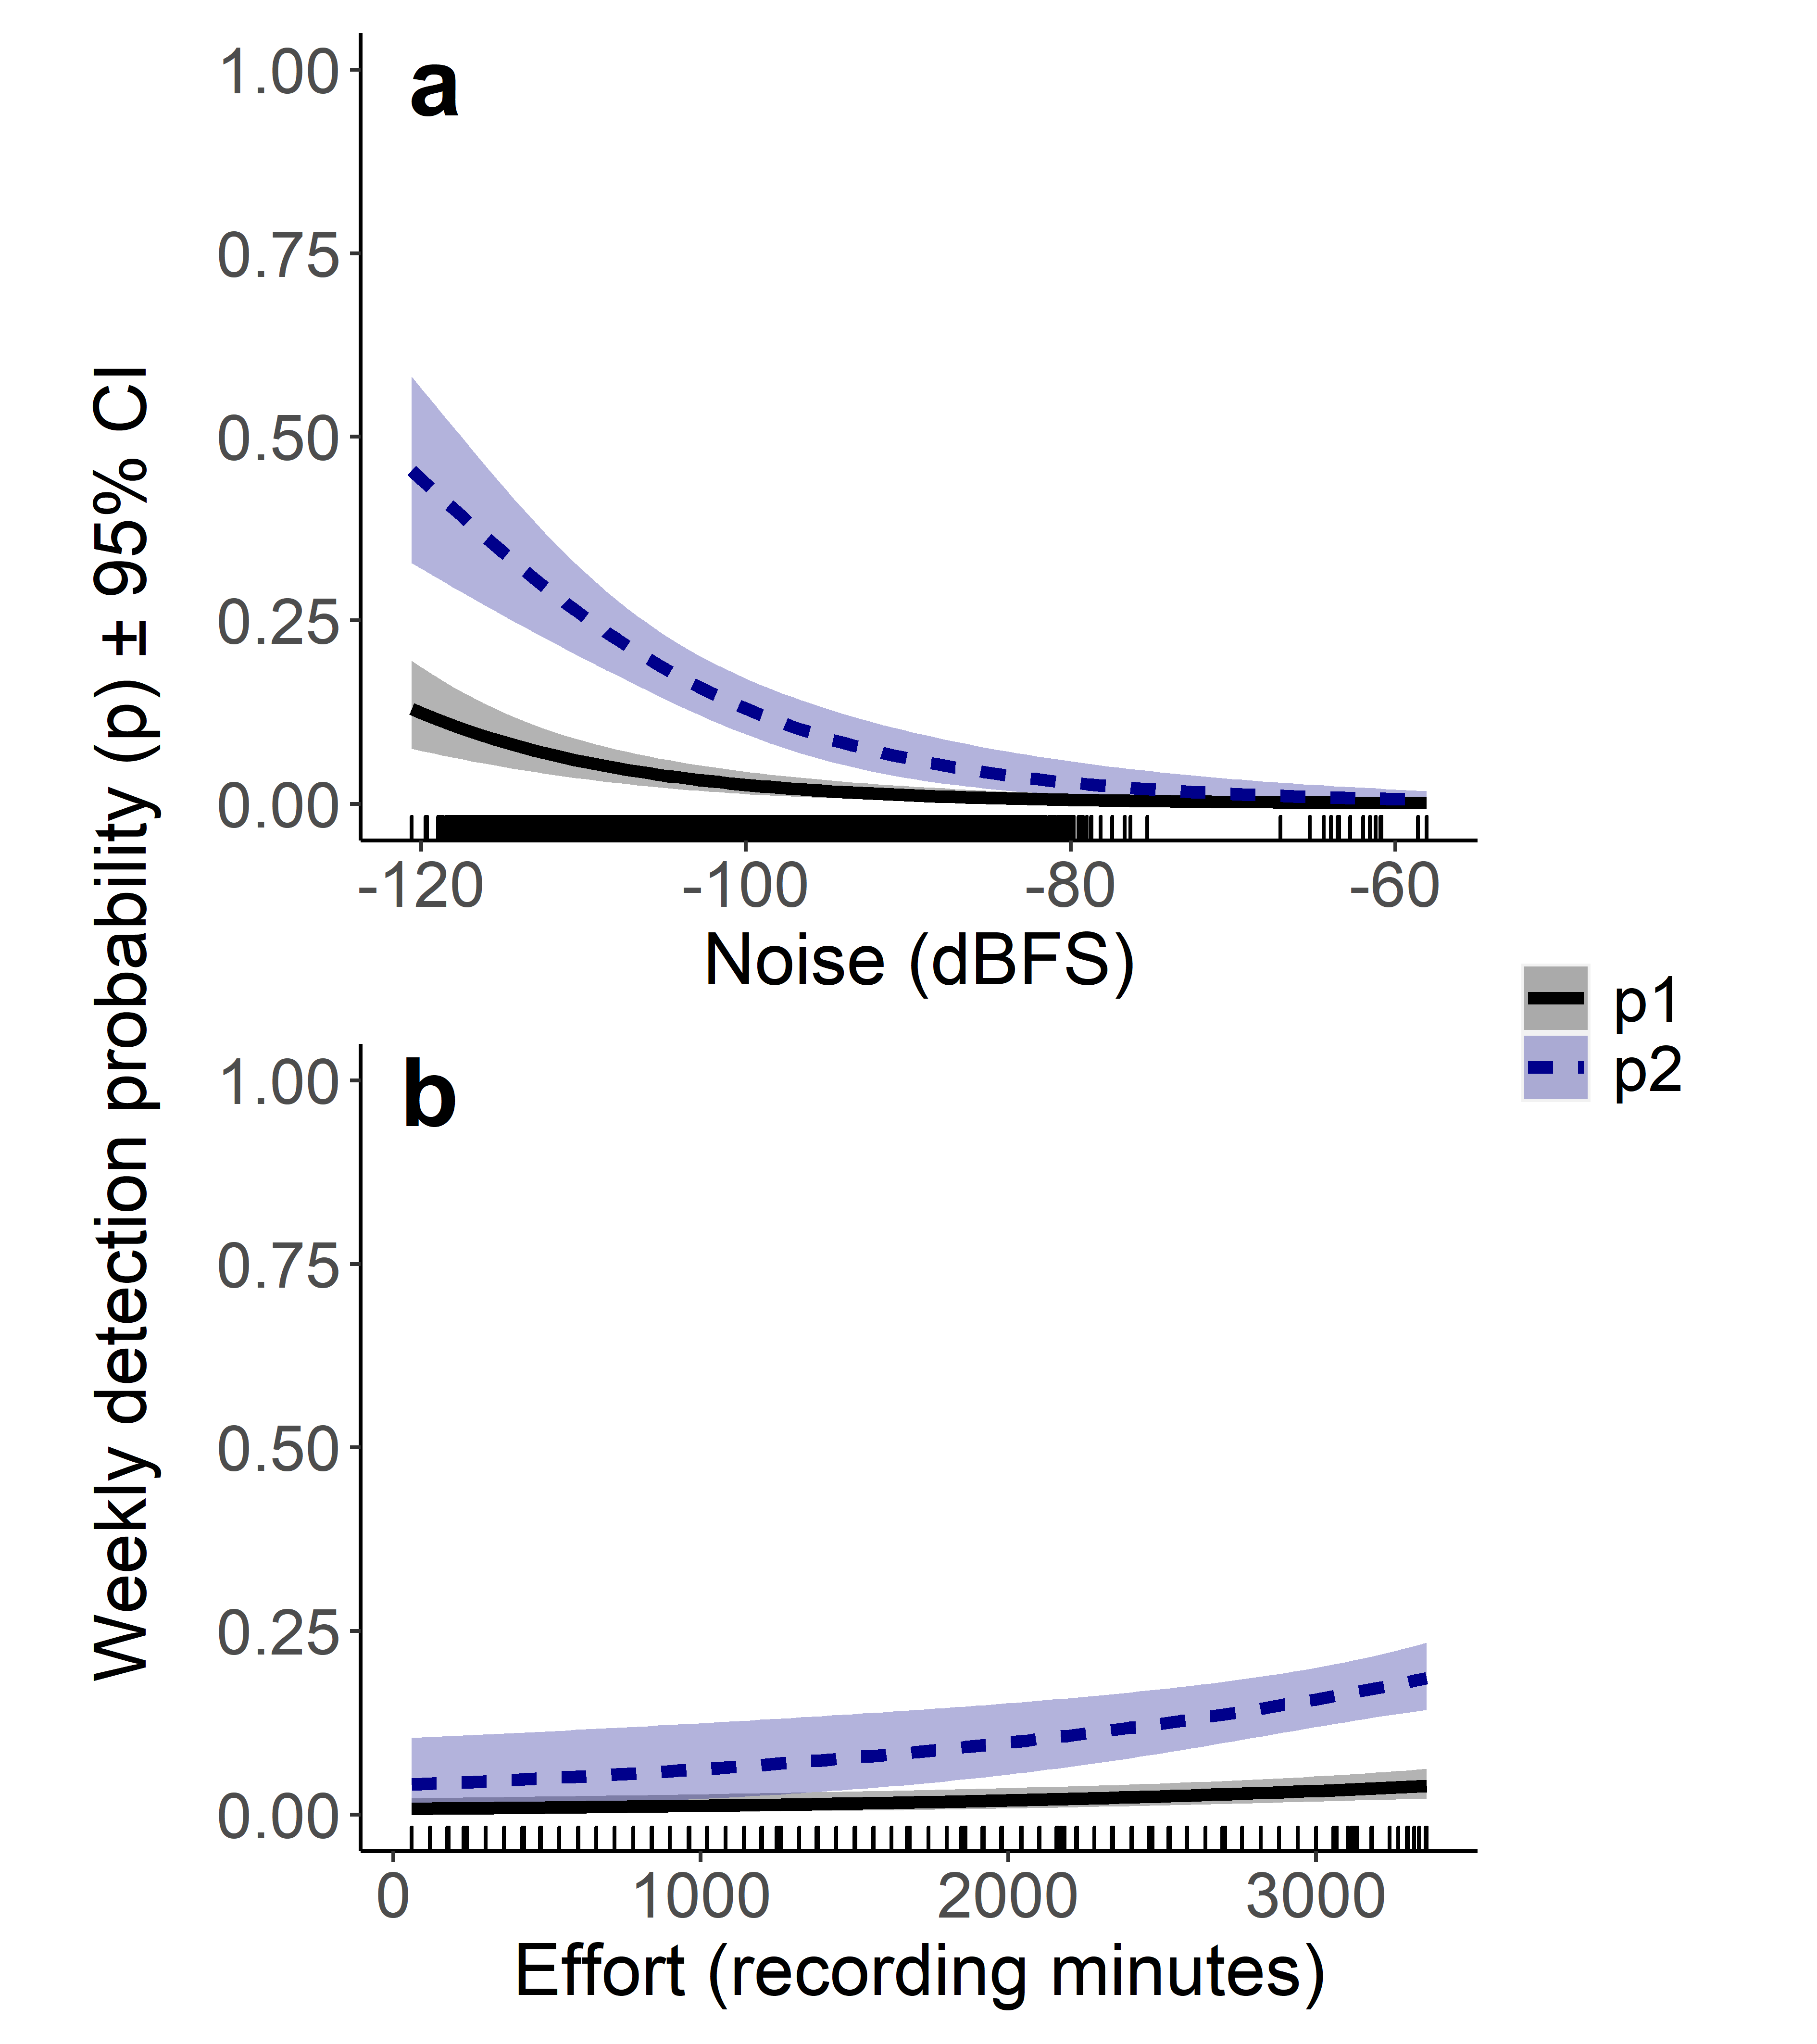 Weekly detection probability (p) ± 95% CI
a
1.00
0.75
0.50
0.25
0.00
-120 -100 -80 -60
Noise (dBFS)
p1
p2
b
1.00
0.75
0.50
0.25
0.00
0 1000 2000 3000
Effort (recording minutes)